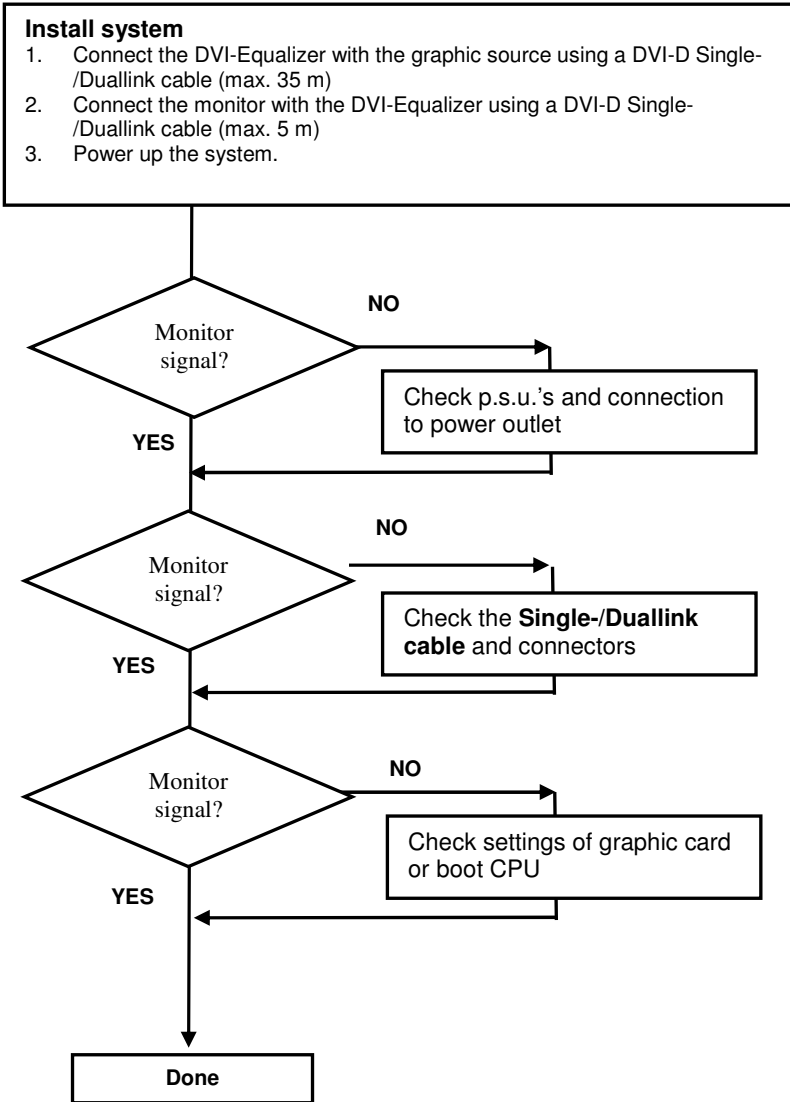 Install system
1. Connect the DVI-Equalizer with the graphic source using a DVI-D Single-
/Duallink cable (max. 35 m)
2. Connect the monitor with the DVI-Equalizer using a DVI-D Single-
/Duallink cable (max. 5 m)
3. Power up the system.
NO
Monitor
signal?
Check p.s.u.'s and connection
to power outlet
YES
NO
Monitor
signal?
Check the Single-/Duallink
cable and connectors
YES
NO
Monitor
signal?
Check settings of graphic card
or boot CPU
YES
Done